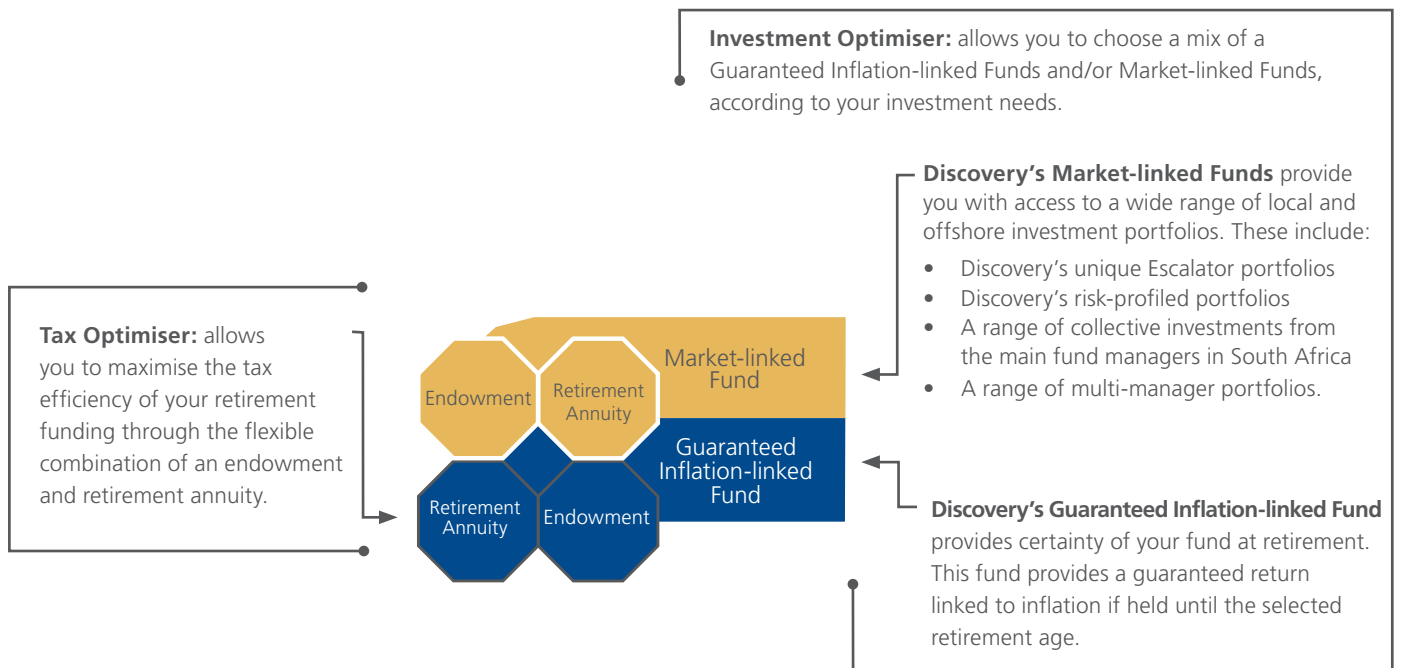 Investment Optimiser: allows you to choose a mix of a
Guaranteed Inflation-linked Funds and/or Market-linked Funds,
according to your investment needs.
Discovery's Market-linked Funds provide
you with access to a wide range of local and
offshore investment portfolios. These include:
• Discovery's unique Escalator portfolios
• Discovery's risk-profiled portfolios
• A range of collective investments from
the main fund managers in South Africa
• A range of multi-manager portfolios.
Tax Optimiser: allows
you to maximise the tax
efficiency of your retirement
funding through the flexible
combination of an endowment
and retirement annuity.
Endowment
Retirement
Annuity
Market-linked
Fund
Retirement
Annuity
Endowment
Guaranteed
Inflation-linked
Fund
Discovery's Guaranteed Inflation-linked Fund
provides certainty of your fund at retirement.
This fund provides a guaranteed return
linked to inflation if held until the selected
retirement age.